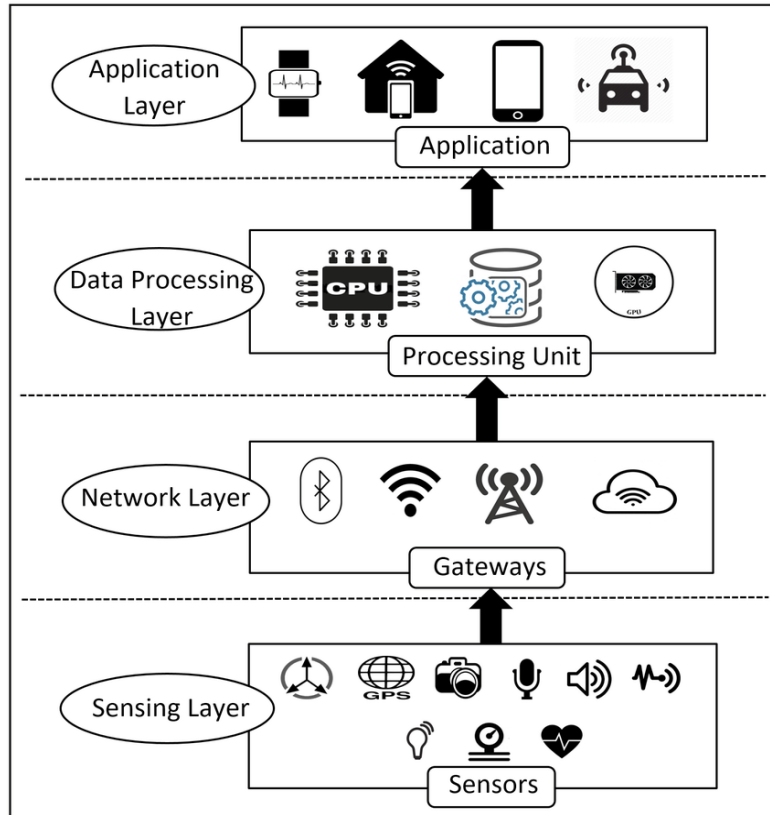 Application
Layer
Application
Data Processing
Layer
CPU
GPU
Processing Unit
Network Layer
Gateways
GPS
Sensing Layer
Sensors